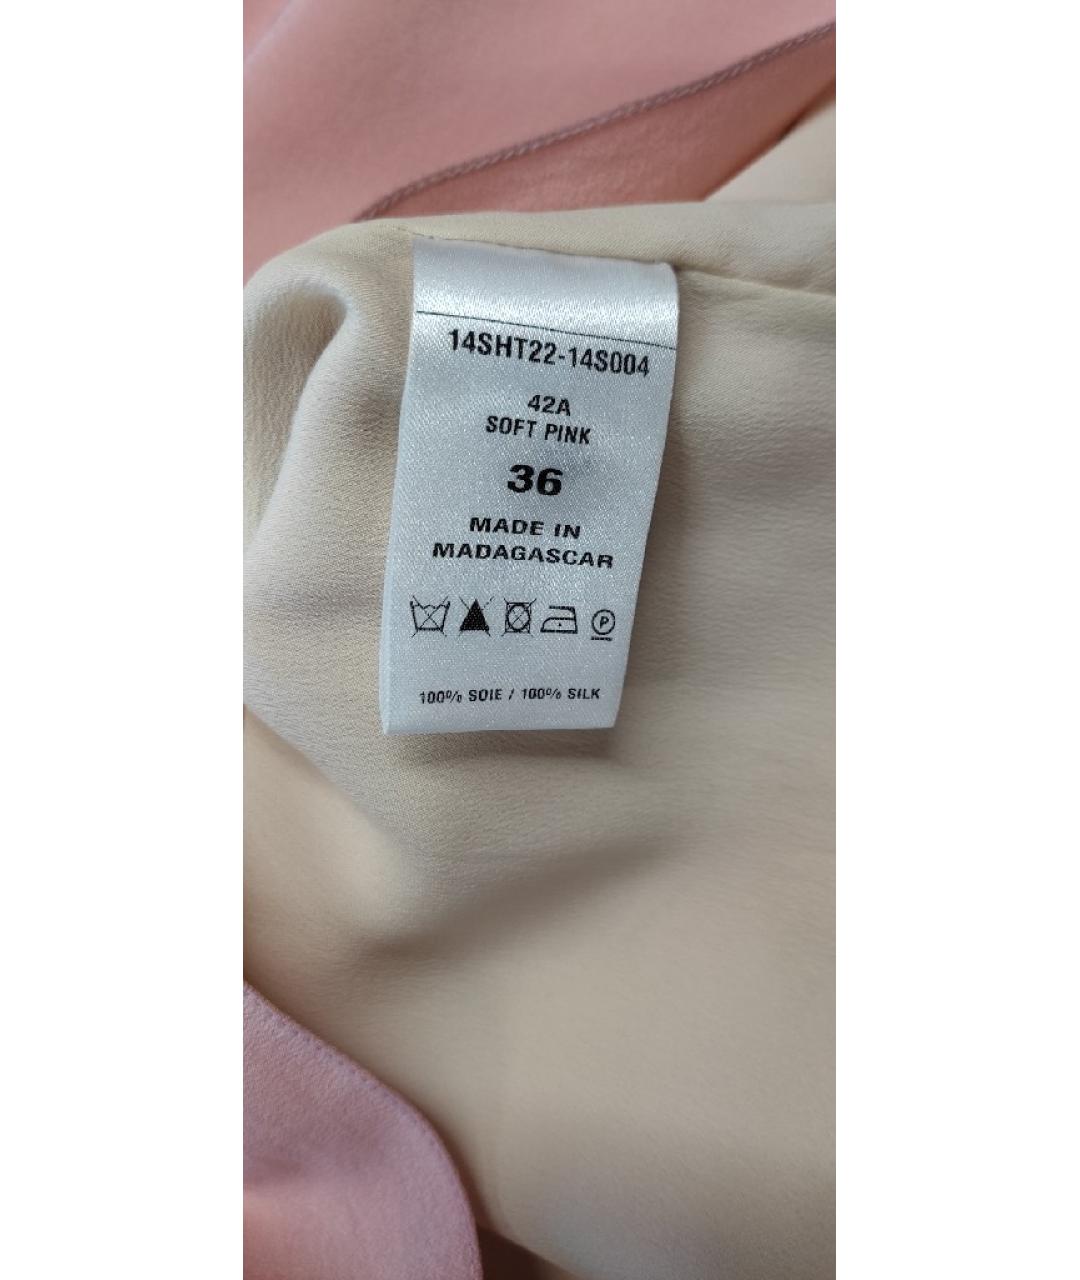 14SHT22-14S004
42A
SOFT PINK
36
MADE IN
MADAGASCAR
P
100% SOIE / 100% SILK